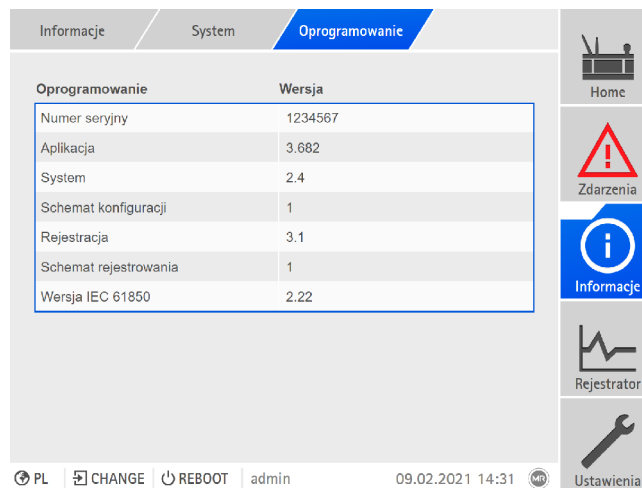 Informacje System Oprogramowanie
Oprogramowanie Wersja
Numer seryjny 1234567
Aplikacja 3.682
System 2.4
Schemat konfiguracji 1
Rejestracja 3.1
Schemat rejestrowania 1
Wersja IEC 61850 2.22
Home
Zdarzenia
Informacje
Rejestrator
Ustawienia
PL CHANGE REBOOT admin 09.02.2021 14:31 MR